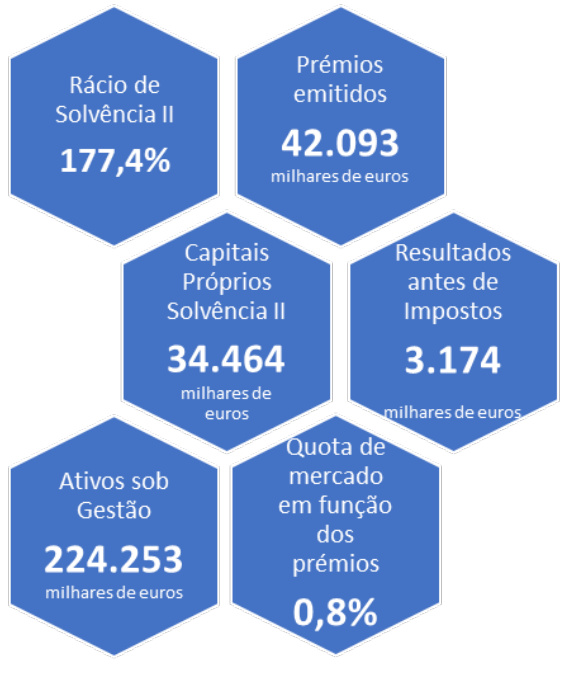 Rácio de
Solvência II
177,4%
Prémios
emitidos
42.093
milhares de euros
Capitais
Próprios
Solvência II
34.464
milhares de
euros
Resultados
antes de
Impostos
3.174
milhares de euros
Ativos sob
Gestão
224.253
milhares de euros
Quota de
mercado
em função
dos
prémios
0,8%